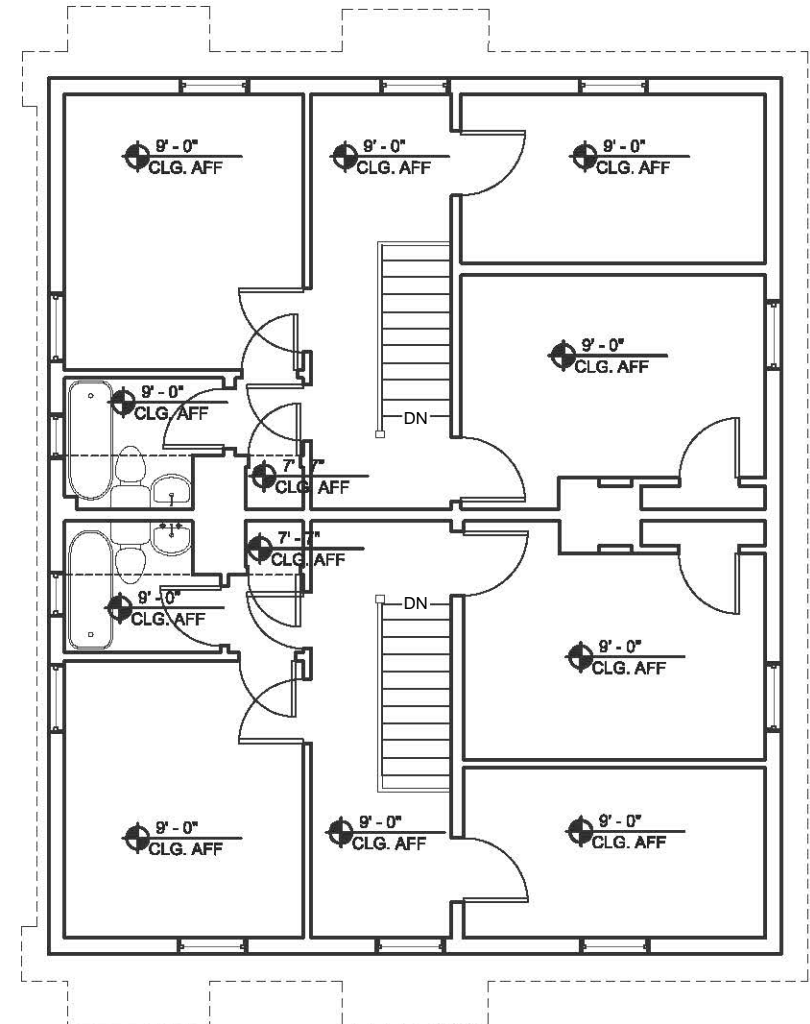 9' - 0"
CLG. AFF
9' - 0"
CLG. AFF
9' - 0"
CLG. AFF
9' - 0"
CLG. AFF
9' - 0"
CLG. AFF
DN
7' - 7"
CLG. AFF
7' - 7"
CLG. AFF
9' - 0"
CLG. AFF
DN
9' - 0"
CLG. AFF
9' - 0"
CLG. AFF
9' - 0"
CLG. AFF
9' - 0"
CLG. AFF